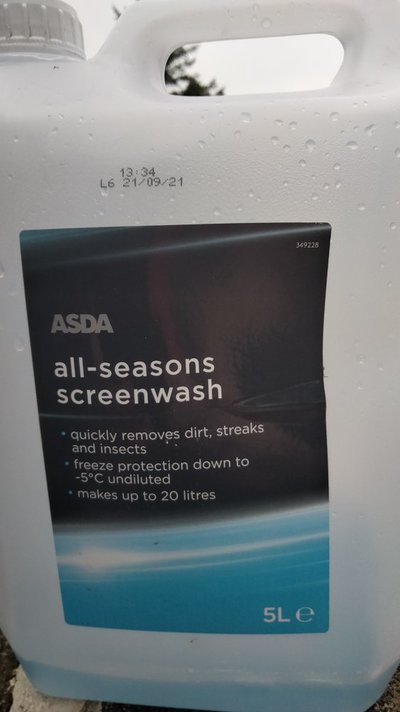 13:34
L6 21/09/21
349228
ASDA
all-seasons
screenwash
• quickly removes dirt, streaks
and insects
• freeze protection down to
-5°C undiluted
• makes up to 20 litres
5L ℮